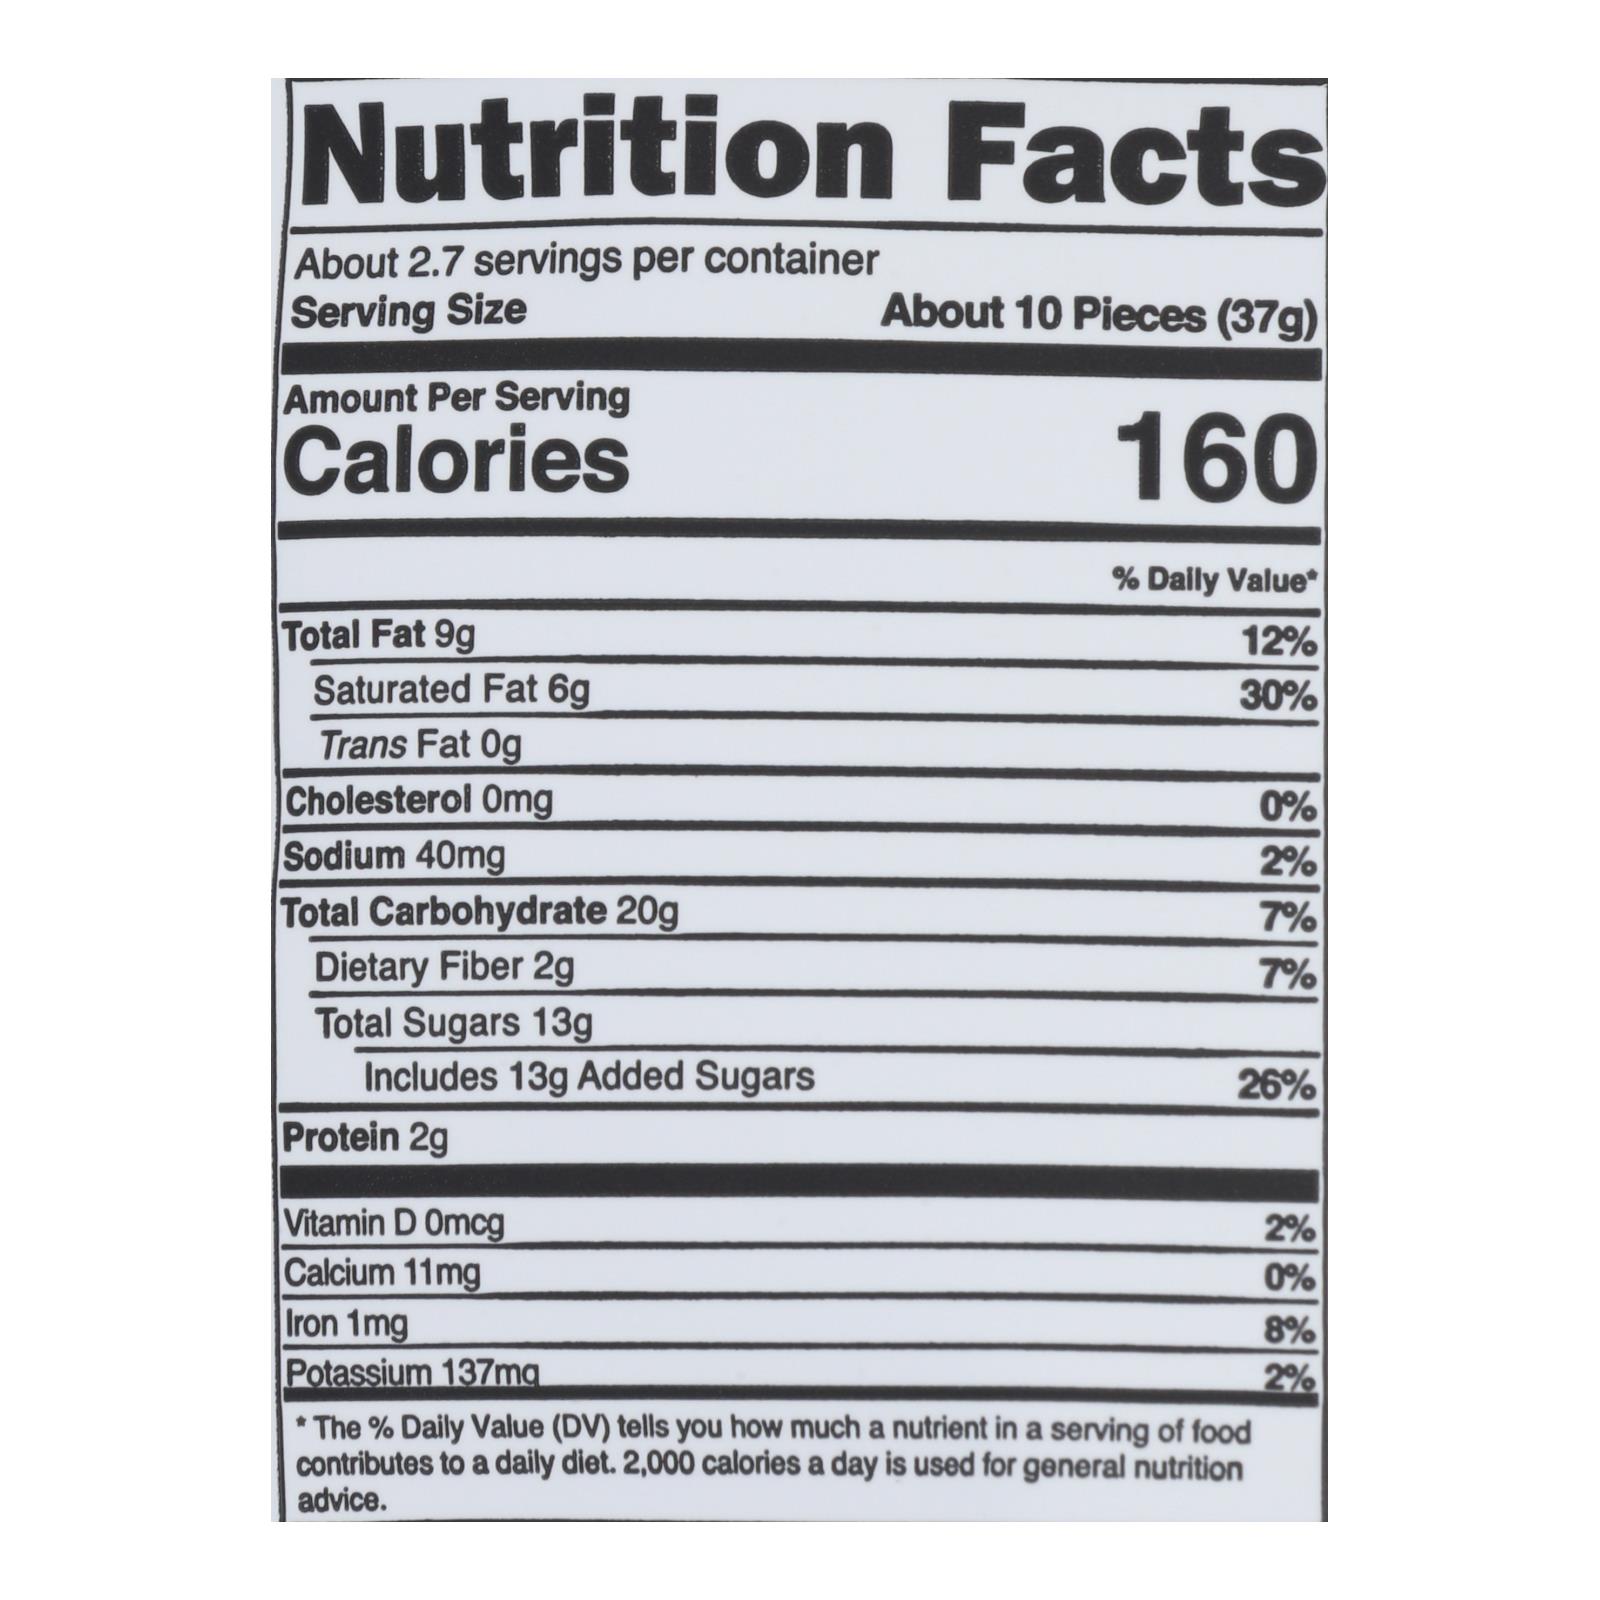 Nutrition Facts
About 2.7 servings per container
Serving Size About 10 Pieces (37g)
Amount Per Serving
Calories 160
% Daily Value*
Total Fat 9g 12%
Saturated Fat 6g 30%
Trans Fat 0g
Cholesterol 0mg 0%
Sodium 40mg 2%
Total Carbohydrate 20g 7%
Dietary Fiber 2g 7%
Total Sugars 13g
Includes 13g Added Sugars 26%
Protein 2g
Vitamin D 0mcg 2%
Calcium 11mg 0%
Iron 1mg 8%
Potassium 137mg 2%
* The % Daily Value (DV) tells you how much a nutrient in a serving of food
contributes to a daily diet. 2,000 calories a day is used for general nutrition
advice.